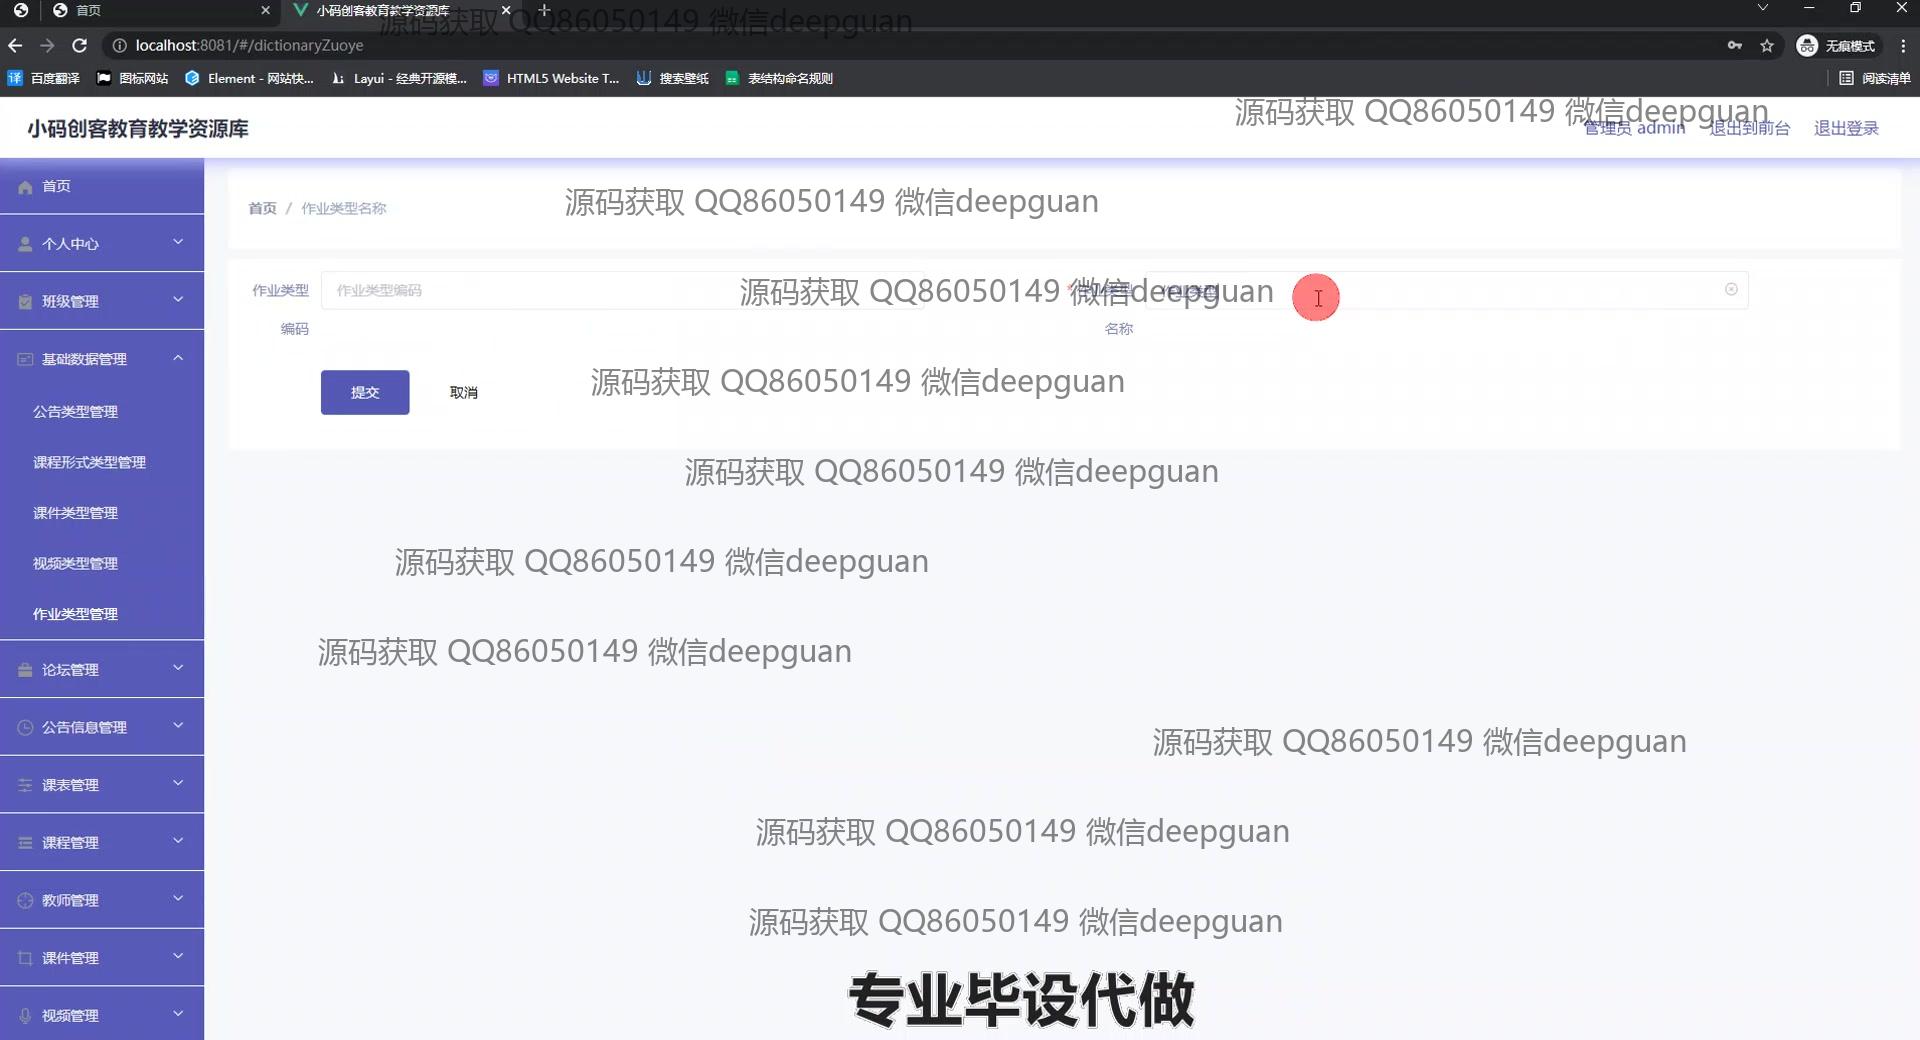 首页
小码创客教育教学资源库
源码获取 QQ86050149 微信deepguan
localhost:8081/#/dictionaryZuoye
无痕模式
百度翻译
图标网站
Element - 网站快...
Layui - 经典开源模...
HTML5 Website T...
搜索壁纸
表结构命名规则
阅读清单
小码创客教育教学资源库
源码获取 QQ86050149 微信deepguan
管理员 admin
退出到前台
退出登录
首页
个人中心
班级管理
基础数据管理
公告类型管理
课程形式类型管理
课件类型管理
视频类型管理
作业类型管理
论坛管理
公告信息管理
课表管理
课程管理
教师管理
课件管理
视频管理
首页 / 作业类型名称
源码获取 QQ86050149 微信deepguan
作业类型
编码
作业类型编码
源码获取 QQ86050149 微信deepguan
* 作业类型
名称
作业类型
提交
取消
源码获取 QQ86050149 微信deepguan
源码获取 QQ86050149 微信deepguan
源码获取 QQ86050149 微信deepguan
源码获取 QQ86050149 微信deepguan
源码获取 QQ86050149 微信deepguan
源码获取 QQ86050149 微信deepguan
源码获取 QQ86050149 微信deepguan
专业毕设代做